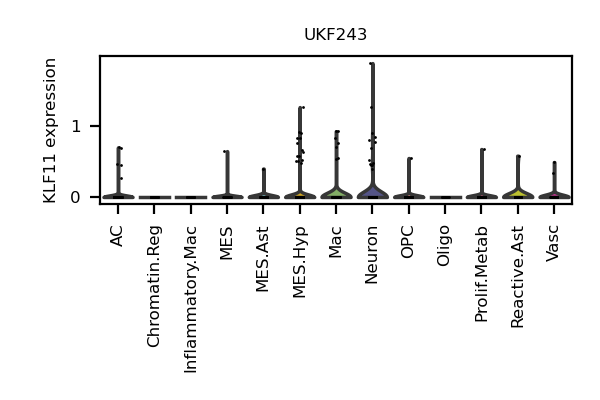 UKF243
KLF11 expression
1
0
AC
Chromatin.Reg
Inflammatory.Mac
MES
MES.Ast
MES.Hyp
Mac
Neuron
OPC
Oligo
Prolif.Metab
Reactive.Ast
Vasc